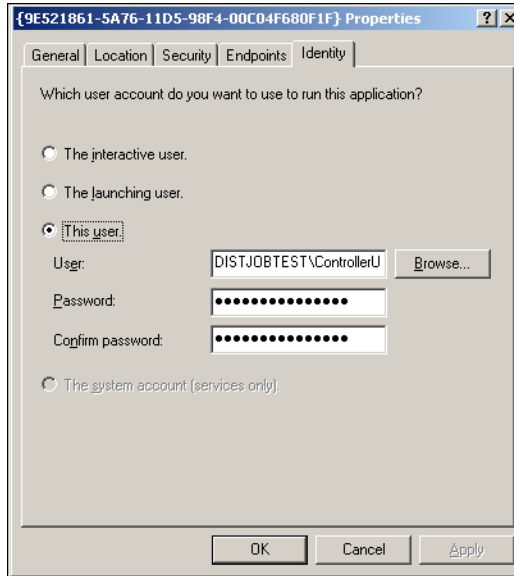 {9E521861-5A76-11D5-98F4-00C04F680F1F} Properties ? X
General Location Security Endpoints Identity
Which user account do you want to use to run this application?
The interactive user.
The launching user.
This user.
User: DISTJOBTEST\ControllerU Browse...
Password: ●●●●●●●●●●●●●●●
Confirm password: ●●●●●●●●●●●●●●●
The system account (services only).
OK Cancel Apply